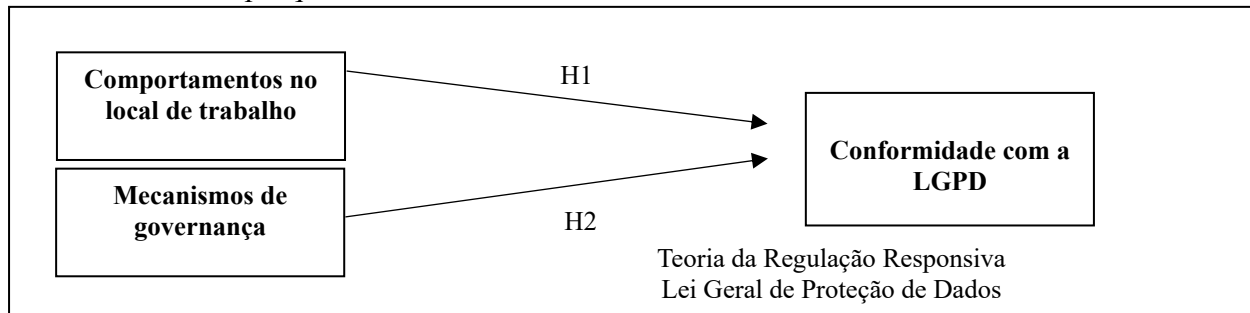 Comportamentos no
local de trabalho
H1
Conformidade com a
LGPD
Mecanismos de
governança
H2
Teoria da Regulação Responsiva
Lei Geral de Proteção de Dados